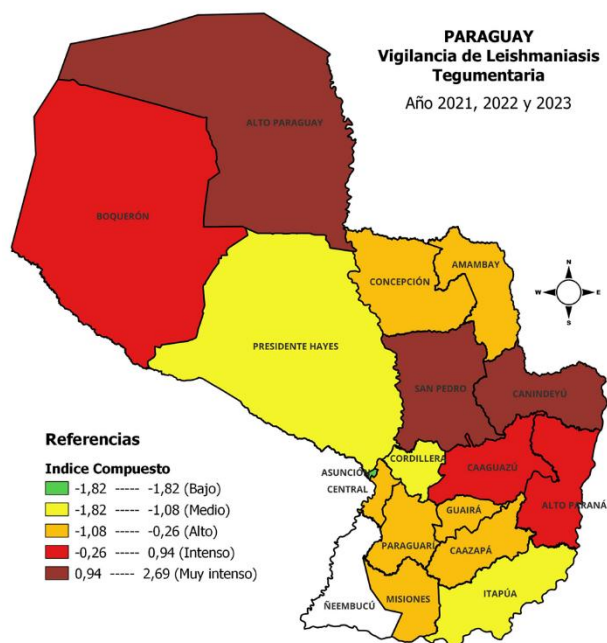 PARAGUAY
Vigilancia de Leishmaniasis
Tegumentaria
Año 2021, 2022 y 2023
ALTO PARAGUAY
BOQUERÓN
N
W E
S
AMAMBAY
CONCEPCIÓN
PRESIDENTE HAYES
SAN PEDRO
CANINDEYÚ
Referencias
Indice Compuesto
-1,82 ----- -1,82 (Bajo)
-1,82 ----- -1,08 (Medio)
-1,08 ----- -0,26 (Alto)
-0,26 ----- 0,94 (Intenso)
0,94 ----- 2,69 (Muy intenso)
CORDILLERA
ASUNCIÓN
CENTRAL
CAAGUAZÚ
ALTO PARANÁ
GUAIRÁ
PARAGUARÍ
CAAZAPÁ
ÑEEMBUCÚ
MISIONES
ITAPÚA